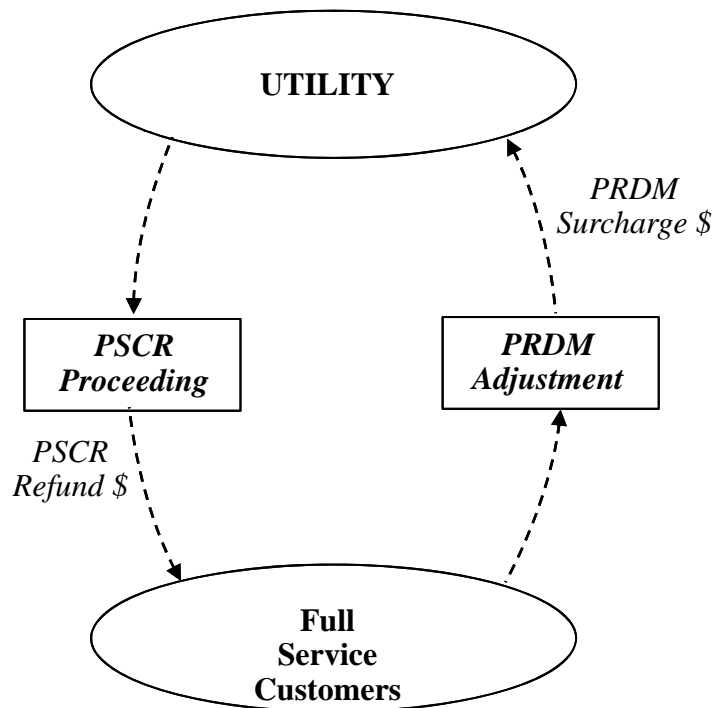 UTILITY
PRDM
Surcharge $
PSCR
Proceeding
PRDM
Adjustment
PSCR
Refund $
Full
Service
Customers